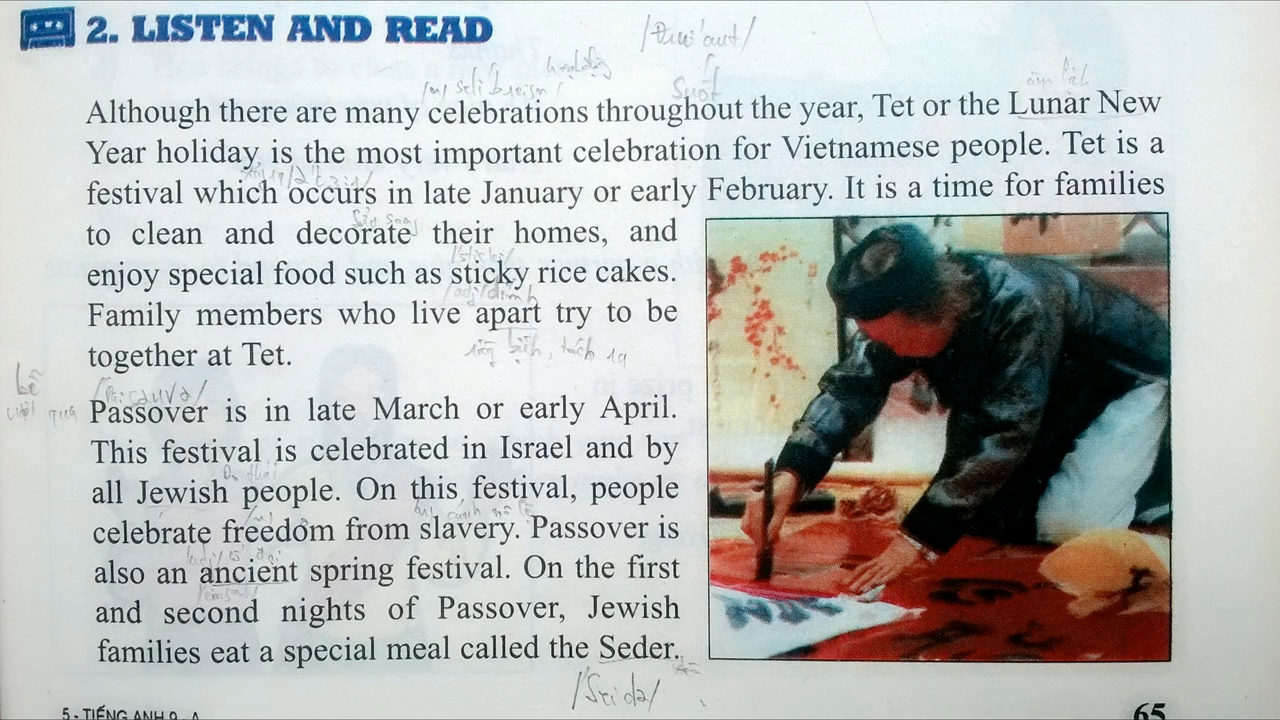 2. LISTEN AND READ
Although there are many celebrations throughout the year, Tet or the Lunar New
Year holiday is the most important celebration for Vietnamese people. Tet is a
festival which occurs in late January or early February. It is a time for families
to clean and decorate their homes, and
enjoy special food such as sticky rice cakes.
Family members who live apart try to be
together at Tet.
Passover is in late March or early April.
This festival is celebrated in Israel and by
all Jewish people. On this festival, people
celebrate freedom from slavery. Passover is
also an ancient spring festival. On the first
and second nights of Passover, Jewish
families eat a special meal called the Seder.
5 - TIẾNG ANH 9 - A
65